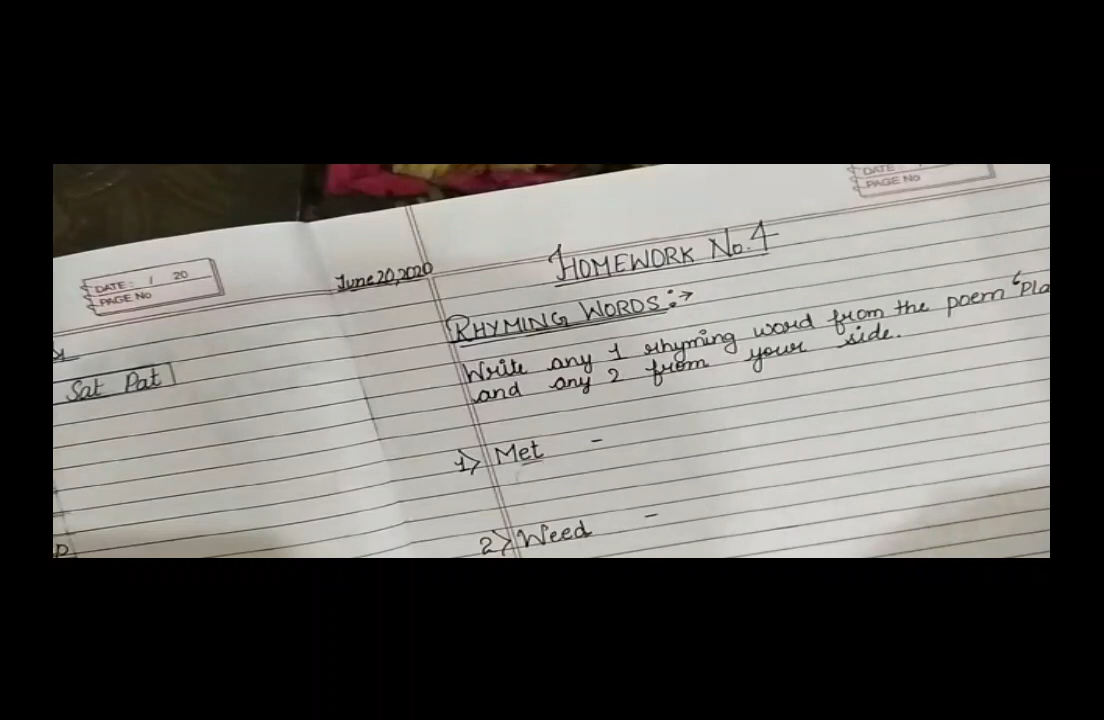 DATE: / 20
PAGE No
June 20, 2020
Sat Pat
DATE
PAGE No
HOMEWORK No. 4
RHYMING WORDS:→
Write any 1 rhyming word from the poem "Pla
and any 2 from your side.
1) Met -
2) Weed -